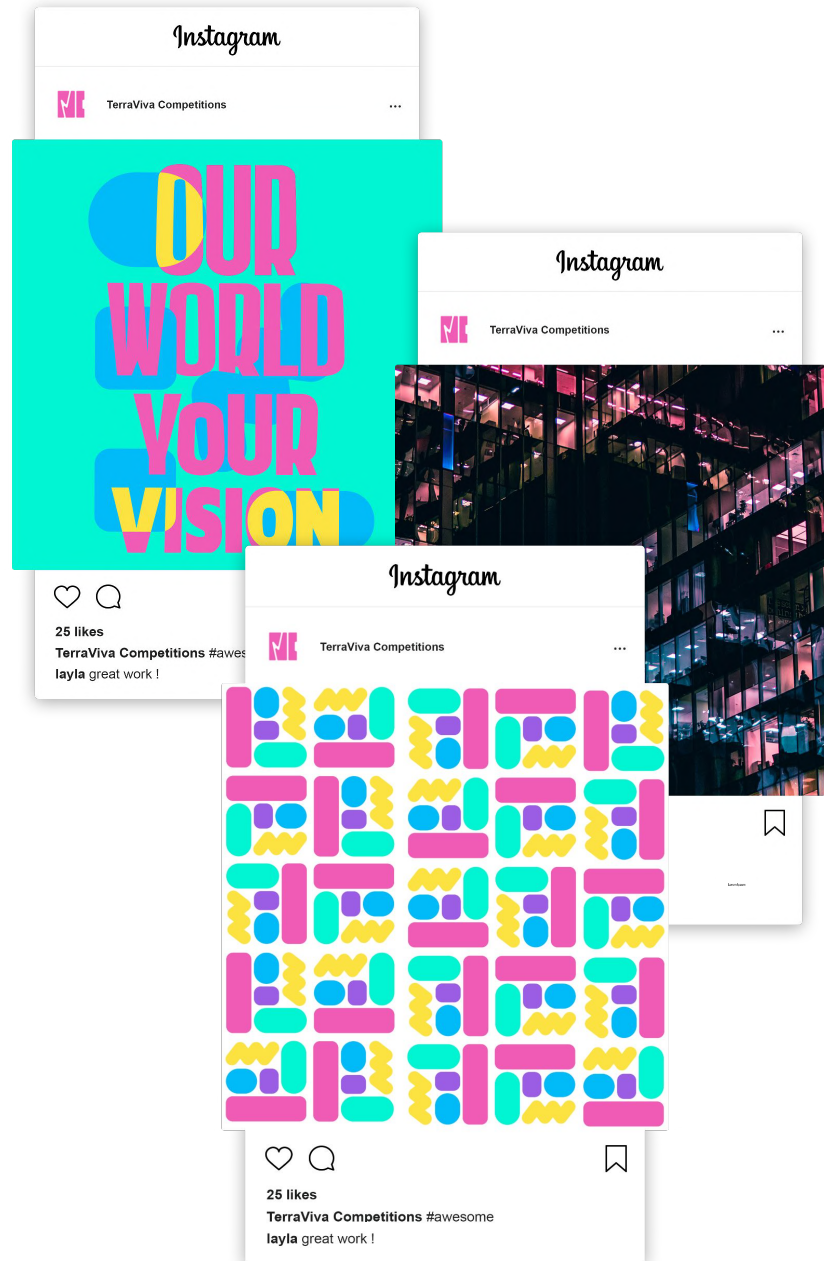 Instagram
TerraViva Competitions
OUR
WORLD
YOUR
VISION
25 likes
TerraViva Competitions #awes
layla great work !
Instagram
TerraViva Competitions
Instagram
TerraViva Competitions
25 likes
TerraViva Competitions #awesome
layla great work !